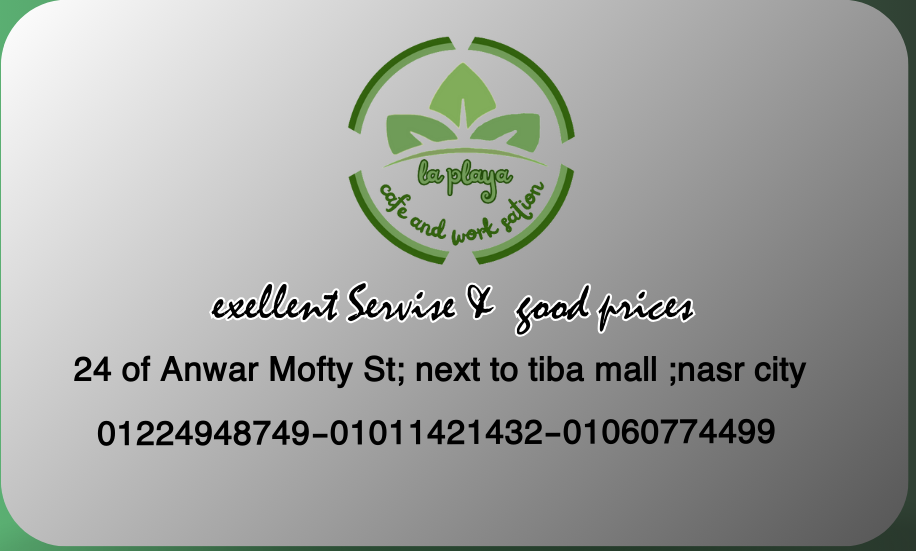 la playa
cafe and work sation
exellent Servise & good prices
24 of Anwar Mofty St; next to tiba mall ;nasr city
01224948749-01011421432-01060774499